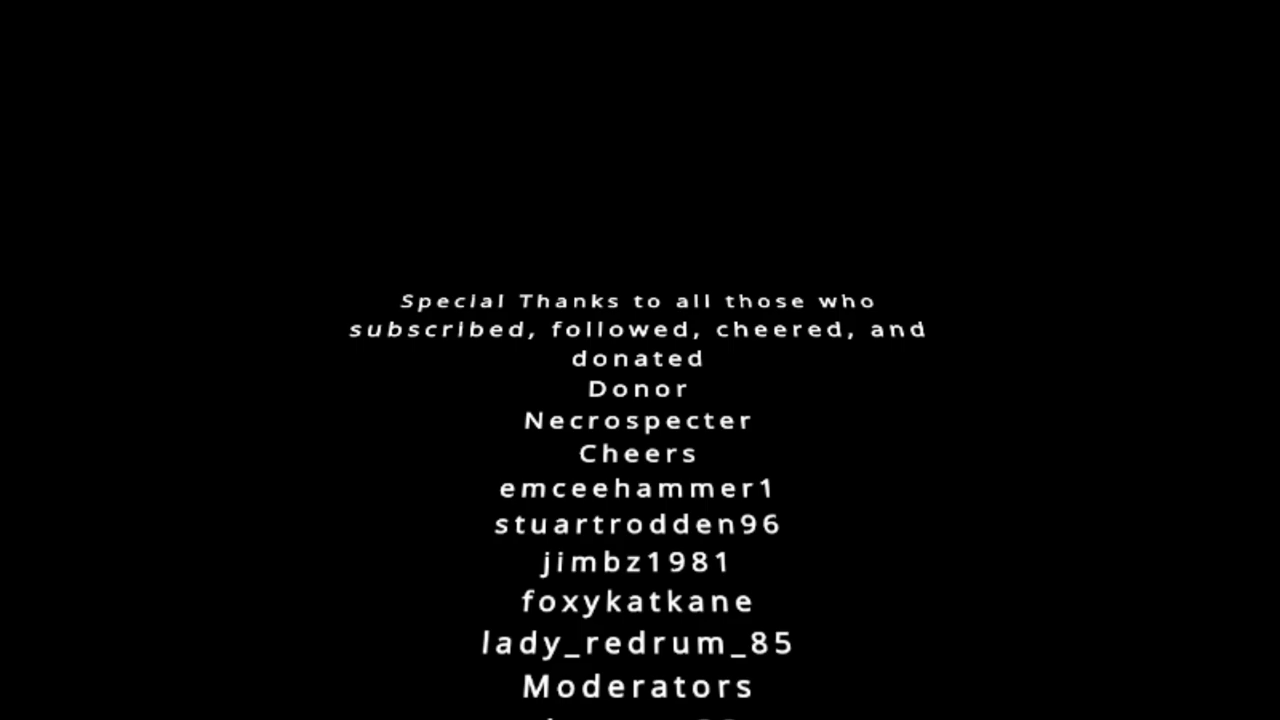 Special Thanks to all those who
subscribed, followed, cheered, and
donated
Donor
Necrospecter
Cheers
emceehammer1
stuartrodden96
jimbz1981
foxykatkane
lady_redrum_85
Moderators